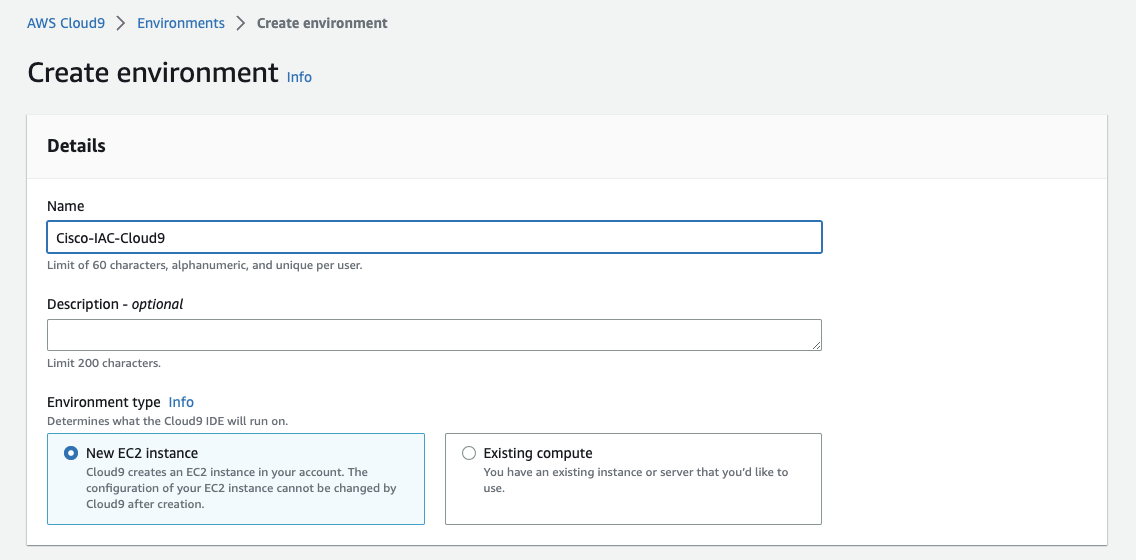 AWS Cloud9 > Environments > Create environment
Create environment Info
Details
Name
Cisco-IAC-Cloud9
Limit of 60 characters, alphanumeric, and unique per user.
Description - optional
Limit 200 characters.
Environment type Info
Determines what the Cloud9 IDE will run on.
New EC2 instance
Cloud9 creates an EC2 instance in your account. The
configuration of your EC2 instance cannot be changed by
Cloud9 after creation.
Existing compute
You have an existing instance or server that you'd like to
use.